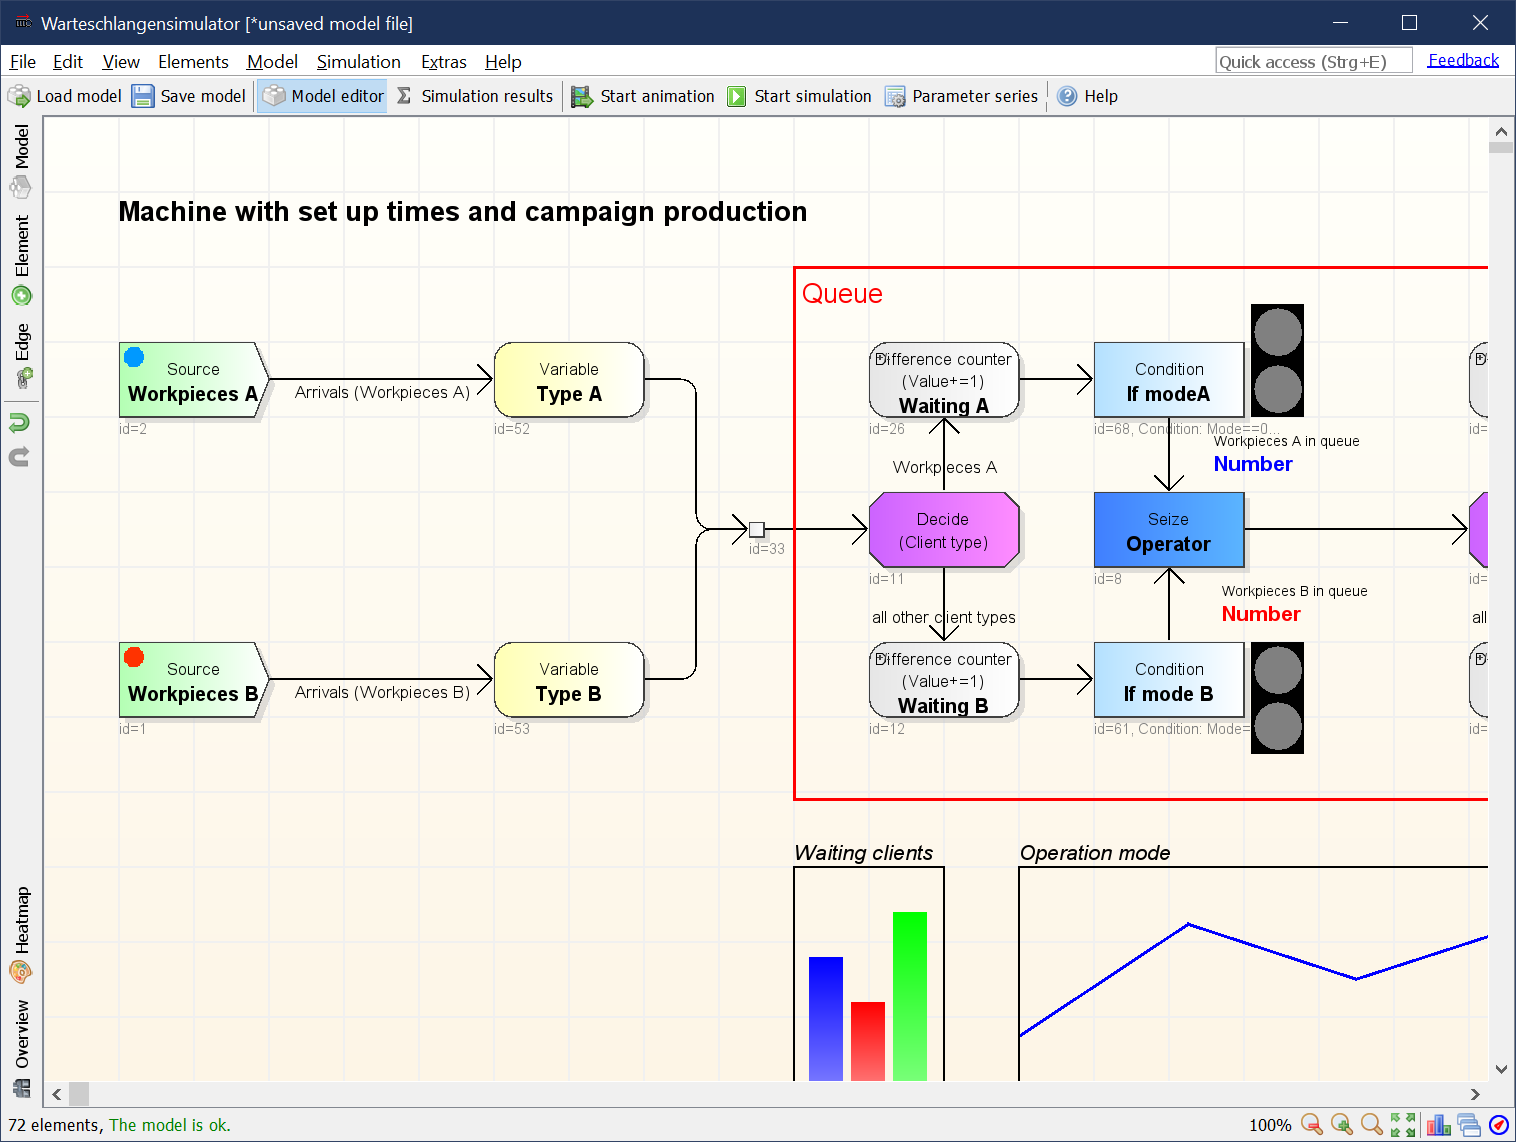 Warteschlangensimulator [*unsaved model file]
File Edit View Elements Model Simulation Extras Help
Quick access (Strg+E) Feedback
Load model Save model Model editor Σ Simulation results Start animation Start simulation Parameter series Help
Model
Element
Edge
Heatmap
Overview
Machine with set up times and campaign production
Queue
Source
Workpieces A
id=2
Arrivals (Workpieces A)
Variable
Type A
id=52
Difference counter
(Value+=1)
Waiting A
id=26
Condition
If modeA
id=68, Condition: Mode==0...
Workpieces A in queue
Number
id=
Workpieces A
id=33
Decide
(Client type)
id=11
Seize
Operator
id=8
id=
Workpieces B in queue
Number
all other client types
all
Source
Workpieces B
id=1
Arrivals (Workpieces B)
Variable
Type B
id=53
Difference counter
(Value+=1)
Waiting B
id=12
Condition
If mode B
id=61, Condition: Mode=
id=
Waiting clients
Operation mode
72 elements, The model is ok.
100%